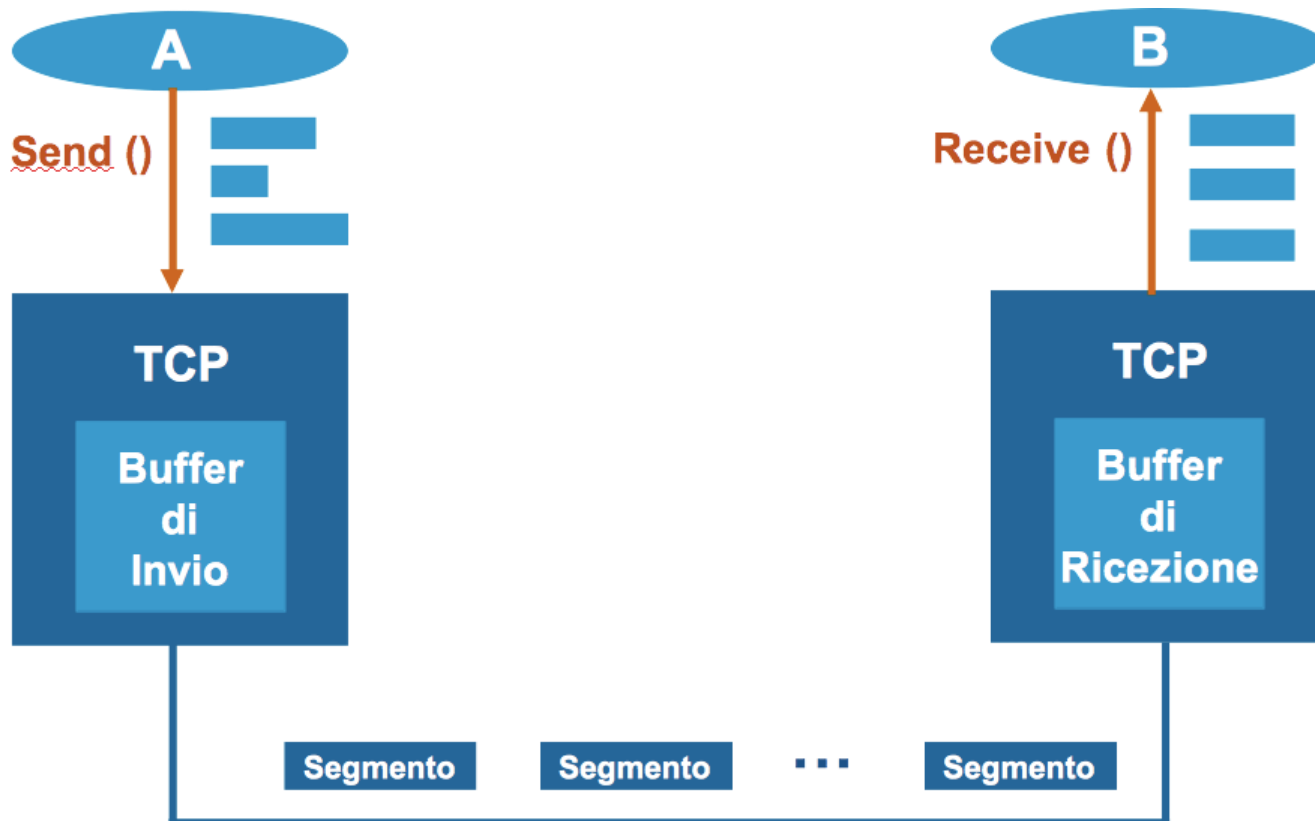 A
B
Send ()
Receive ()
TCP
TCP
Buffer
di
Invio
Buffer
di
Ricezione
Segmento
Segmento
...
Segmento